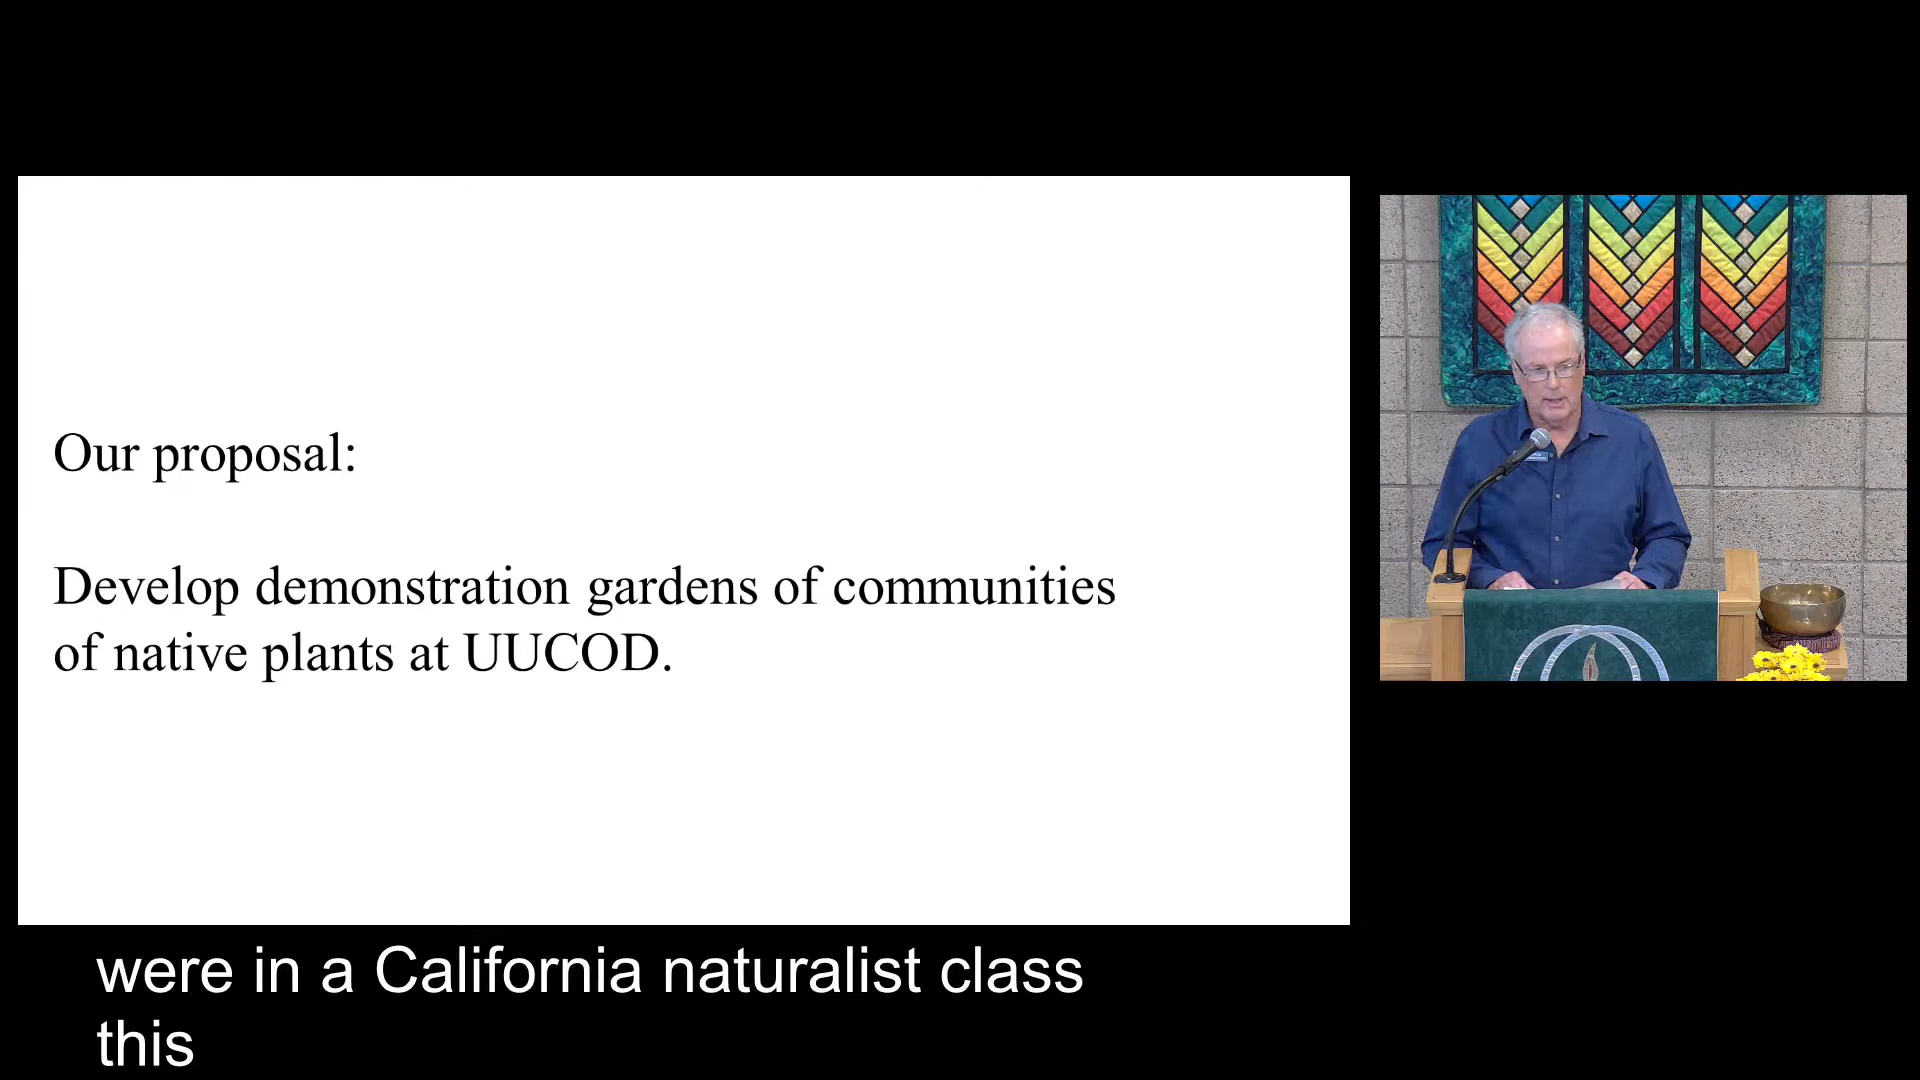 Our proposal:
Develop demonstration gardens of communities
of native plants at UUCOD.
were in a California naturalist class
this